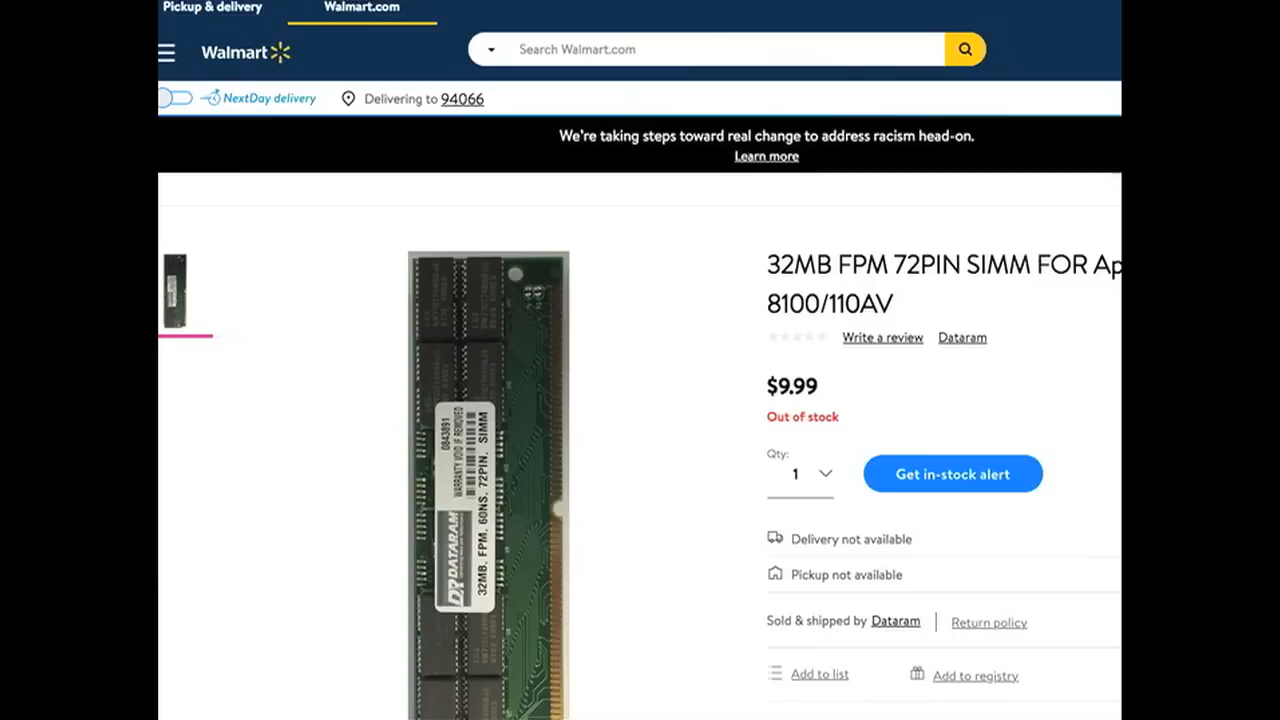 Pickup & delivery
Walmart.com
Walmart
Search Walmart.com
NextDay delivery
Delivering to 94066
We're taking steps toward real change to address racism head-on.
Learn more
32MB FPM 72PIN SIMM FOR Ap
8100/110AV
Write a review
Dataram
$9.99
Out of stock
Qty:
1
Get in-stock alert
Delivery not available
Pickup not available
Sold & shipped by Dataram
Return policy
Add to list
Add to registry
0843891
WARRANTY VOID IF REMOVED
DATARAM
32MB, FPM, 60NS, 72PIN, SIMM